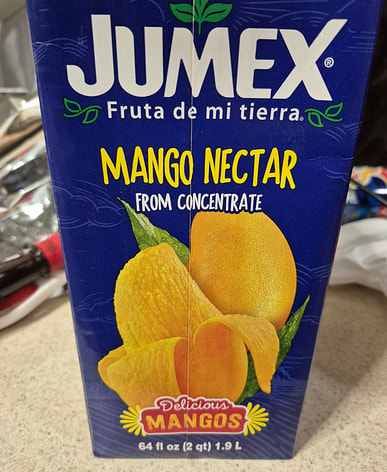 JUMEX®
Fruta de mi tierra®
MANGO NECTAR
FROM CONCENTRATE
Delicious
MANGOS
64 fl oz (2 qt) 1.9 L